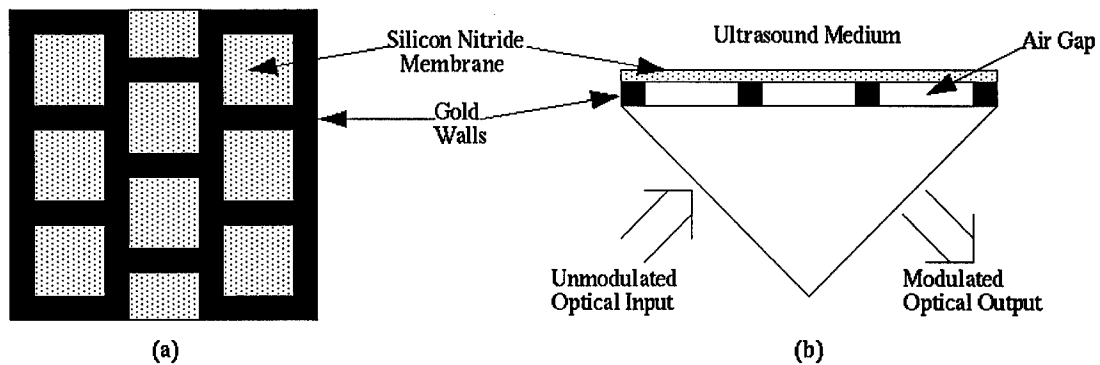 Silicon Nitride
Membrane
Gold
Walls
Ultrasound Medium
Air Gap
Unmodulated
Optical Input
Modulated
Optical Output
(a)
(b)